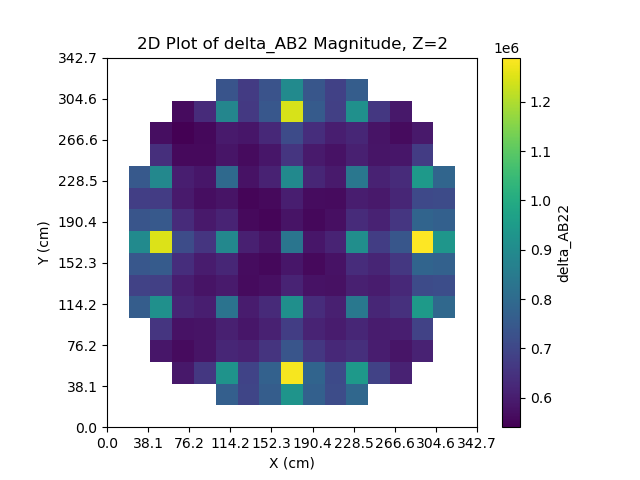 2D Plot of delta_AB2 Magnitude, Z=2
1e6
342.7
304.6
266.6
228.5
190.4
152.3
114.2
76.2
38.1
0.0
Y (cm)
0.0 38.1 76.2 114.2 152.3 190.4 228.5 266.6 304.6 342.7
X (cm)
1.2
1.1
1.0
0.9
0.8
0.7
0.6
delta_AB22